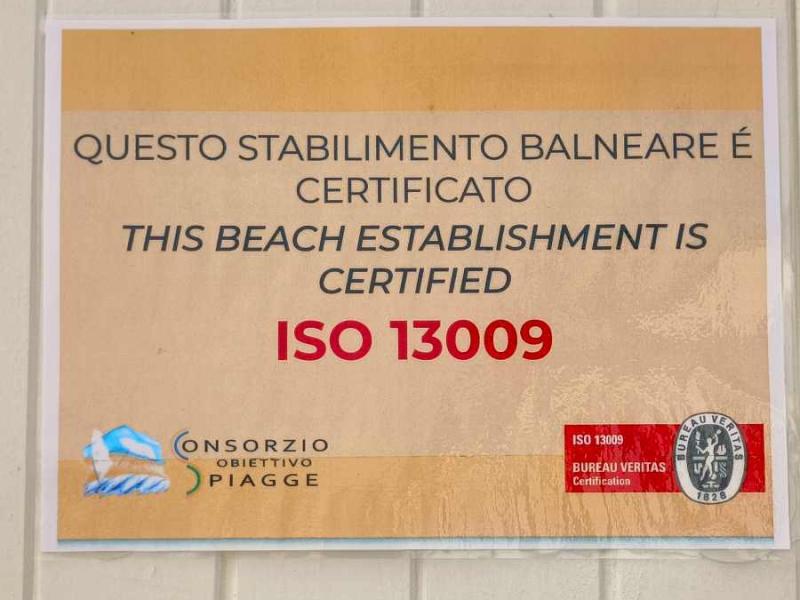 QUESTO STABILIMENTO BALNEARE É
CERTIFICATO
THIS BEACH ESTABLISHMENT IS
CERTIFIED
ISO 13009
CONSORZIO
OBIETTIVO
SPIAGGE
ISO 13009
BUREAU VERITAS
Certification
BUREAU VERITAS
1828